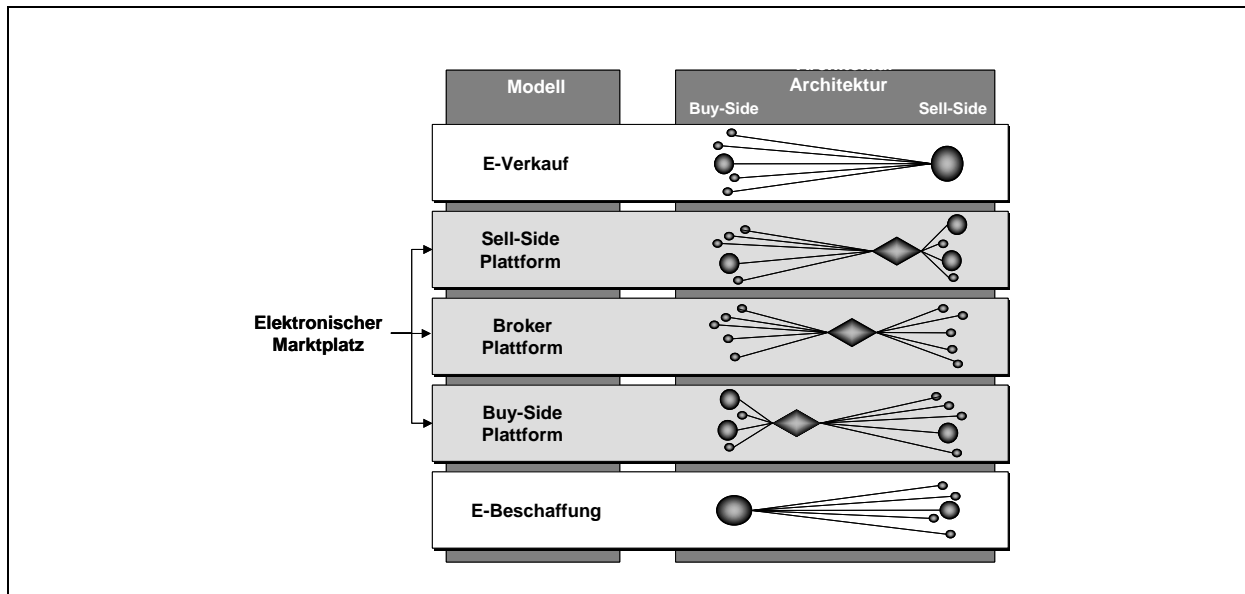 Modell
Architektur
Buy-Side
Sell-Side
E-Verkauf
Sell-Side
Plattform
Elektronischer
Marktplatz
Broker
Plattform
Buy-Side
Plattform
E-Beschaffung